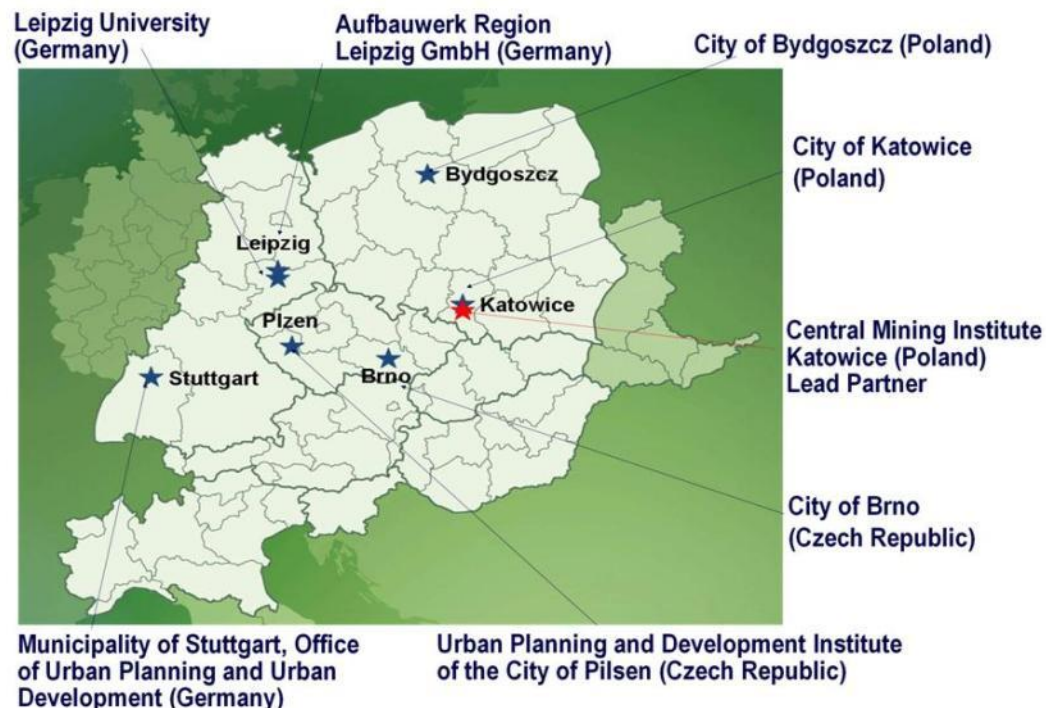 Leipzig University
(Germany)
Aufbauwerk Region
Leipzig GmbH (Germany)
City of Bydgoszcz (Poland)
City of Katowice
(Poland)
Bydgoszcz
Leipzig
Katowice
Plzen
Stuttgart
Brno
Central Mining Institute
Katowice (Poland)
Lead Partner
City of Brno
(Czech Republic)
Municipality of Stuttgart, Office
of Urban Planning and Urban
Development (Germany)
Urban Planning and Development Institute
of the City of Pilsen (Czech Republic)